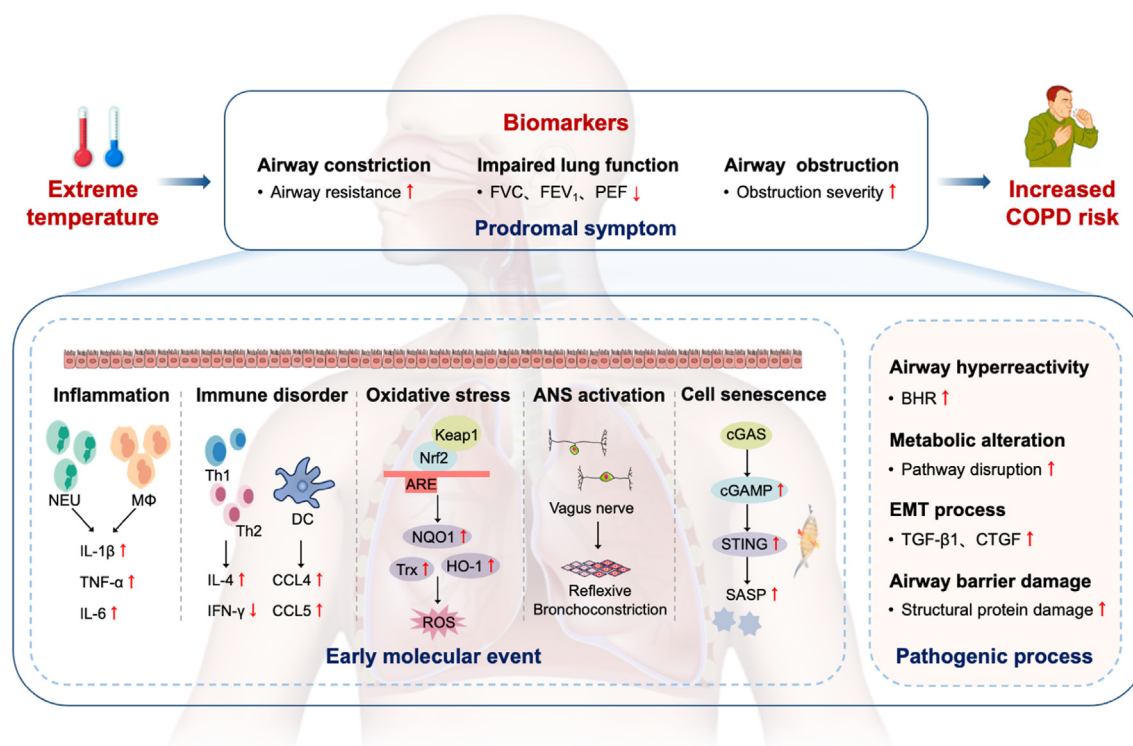 Extreme
temperature
Biomarkers
Airway constriction
• Airway resistance ↑
Impaired lung function
• FVC、FEV₁、PEF ↓
Airway obstruction
• Obstruction severity ↑
Prodromal symptom
Increased
COPD risk
Inflammation
NEU
MΦ
IL-1β ↑
TNF-α ↑
IL-6 ↑
Immune disorder
Th1
Th2
DC
IL-4 ↑
IFN-γ ↓
CCL4 ↑
CCL5 ↑
Oxidative stress
Keap1
Nrf2
ARE
NQO1 ↑
Trx ↑
HO-1 ↑
ROS
ANS activation
Vagus nerve
Reflexive
Bronchoconstriction
Cell senescence
cGAS
cGAMP ↑
STING ↑
SASP ↑
Early molecular event
Airway hyperreactivity
• BHR ↑
Metabolic alteration
• Pathway disruption ↑
EMT process
• TGF-β1、CTGF ↑
Airway barrier damage
• Structural protein damage ↑
Pathogenic process